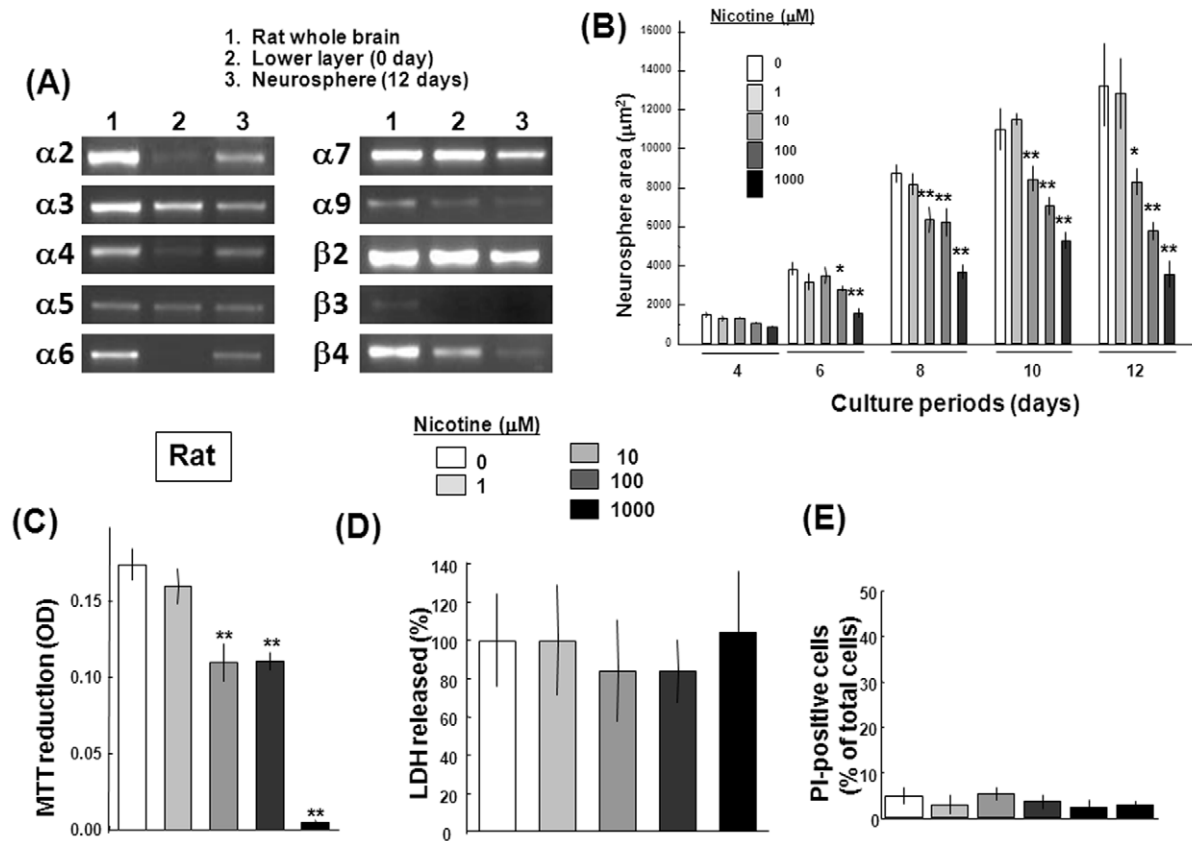 1. Rat whole brain
2. Lower layer (0 day)
3. Neurosphere (12 days)
(A)
1 2 3
α2
α3
α4
α5
α6
1 2 3
α7
α9
β2
β3
β4
(B)
Nicotine (μM)
0
1
10
100
1000
Neurosphere area (μm²)
16000
14000
12000
10000
8000
6000
4000
2000
0
* **
** ** **
** ** **
* ** **
4 6 8 10 12
Culture periods (days)
Rat
Nicotine (μM)
0
1
10
100
1000
(C)
MTT reduction (OD)
0.15
0.10
0.05
0.00
** ** **
(D)
LDH released (%)
140
120
100
80
60
40
20
0
(E)
PI-positive cells
(% of total cells)
50
40
30
20
10
0